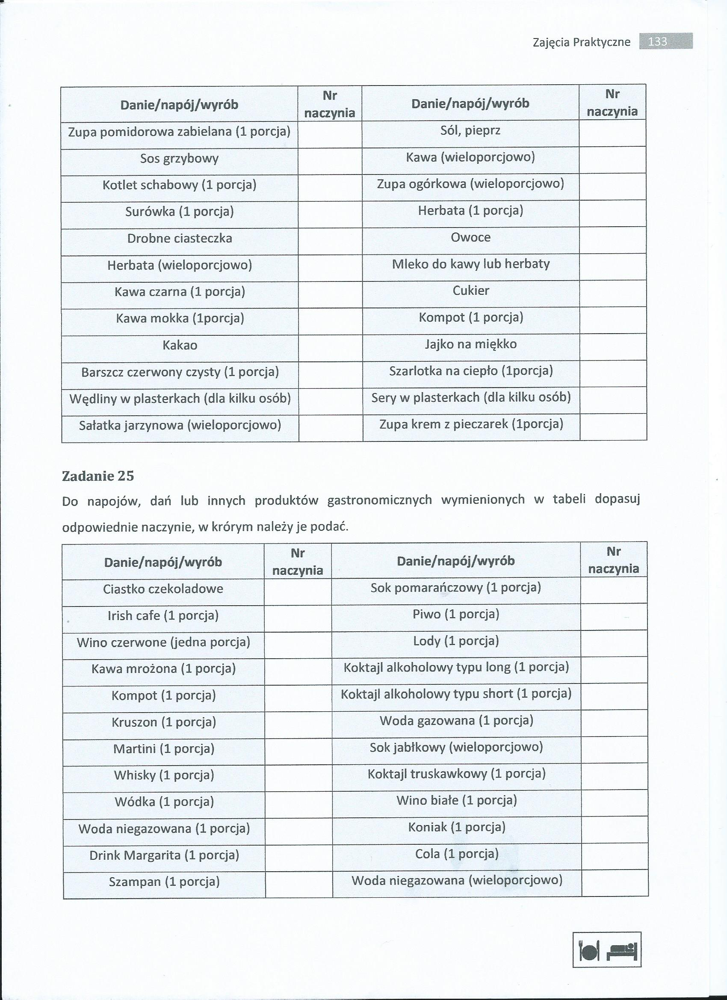 Zajęcia Praktyczne 133
Danie/napój/wyrób Nr naczynia Danie/napój/wyrób Nr naczynia
Zupa pomidorowa zabielana (1 porcja) Sól, pieprz
Sos grzybowy Kawa (wieloporcjowo)
Kotlet schabowy (1 porcja) Zupa ogórkowa (wieloporcjowo)
Surówka (1 porcja) Herbata (1 porcja)
Drobne ciasteczka Owoce
Herbata (wieloporcjowo) Mleko do kawy lub herbaty
Kawa czarna (1 porcja) Cukier
Kawa mokka (1porcja) Kompot (1 porcja)
Kakao Jajko na miękko
Barszcz czerwony czysty (1 porcja) Szarlotka na ciepło (1porcja)
Wędliny w plasterkach (dla kilku osób) Sery w plasterkach (dla kilku osób)
Sałatka jarzynowa (wieloporcjowo) Zupa krem z pieczarek (1porcja)
Zadanie 25
Do napojów, dań lub innych produktów gastronomicznych wymienionych w tabeli dopasuj
odpowiednie naczynie, w krórym należy je podać.
Danie/napój/wyrób Nr naczynia Danie/napój/wyrób Nr naczynia
Ciastko czekoladowe Sok pomarańczowy (1 porcja)
Irish cafe (1 porcja) Piwo (1 porcja)
Wino czerwone (jedna porcja) Lody (1 porcja)
Kawa mrożona (1 porcja) Koktajl alkoholowy typu long (1 porcja)
Kompot (1 porcja) Koktajl alkoholowy typu short (1 porcja)
Kruszon (1 porcja) Woda gazowana (1 porcja)
Martini (1 porcja) Sok jabłkowy (wieloporcjowo)
Whisky (1 porcja) Koktajl truskawkowy (1 porcja)
Wódka (1 porcja) Wino białe (1 porcja)
Woda niegazowana (1 porcja) Koniak (1 porcja)
Drink Margarita (1 porcja) Cola (1 porcja)
Szampan (1 porcja) Woda niegazowana (wieloporcjowo)